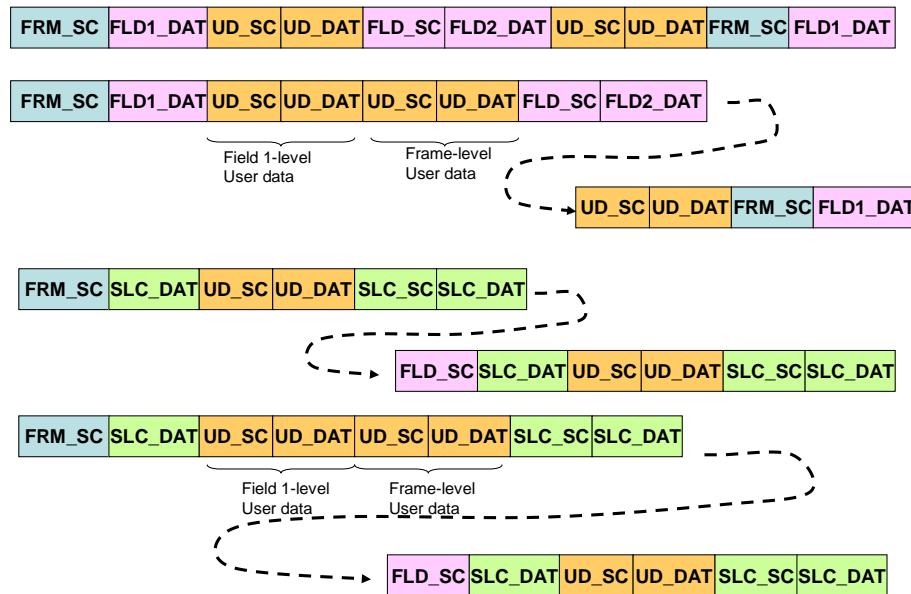 FRM_SC FLD1_DAT UD_SC UD_DAT FLD_SC FLD2_DAT UD_SC UD_DAT FRM_SC FLD1_DAT
FRM_SC FLD1_DAT UD_SC UD_DAT UD_SC UD_DAT FLD_SC FLD2_DAT
Field 1-level
User data
Frame-level
User data
UD_SC UD_DAT FRM_SC FLD1_DAT
FRM_SC SLC_DAT UD_SC UD_DAT SLC_SC SLC_DAT
FLD_SC SLC_DAT UD_SC UD_DAT SLC_SC SLC_DAT
FRM_SC SLC_DAT UD_SC UD_DAT UD_SC UD_DAT SLC_SC SLC_DAT
Field 1-level
User data
Frame-level
User data
FLD_SC SLC_DAT UD_SC UD_DAT SLC_SC SLC_DAT